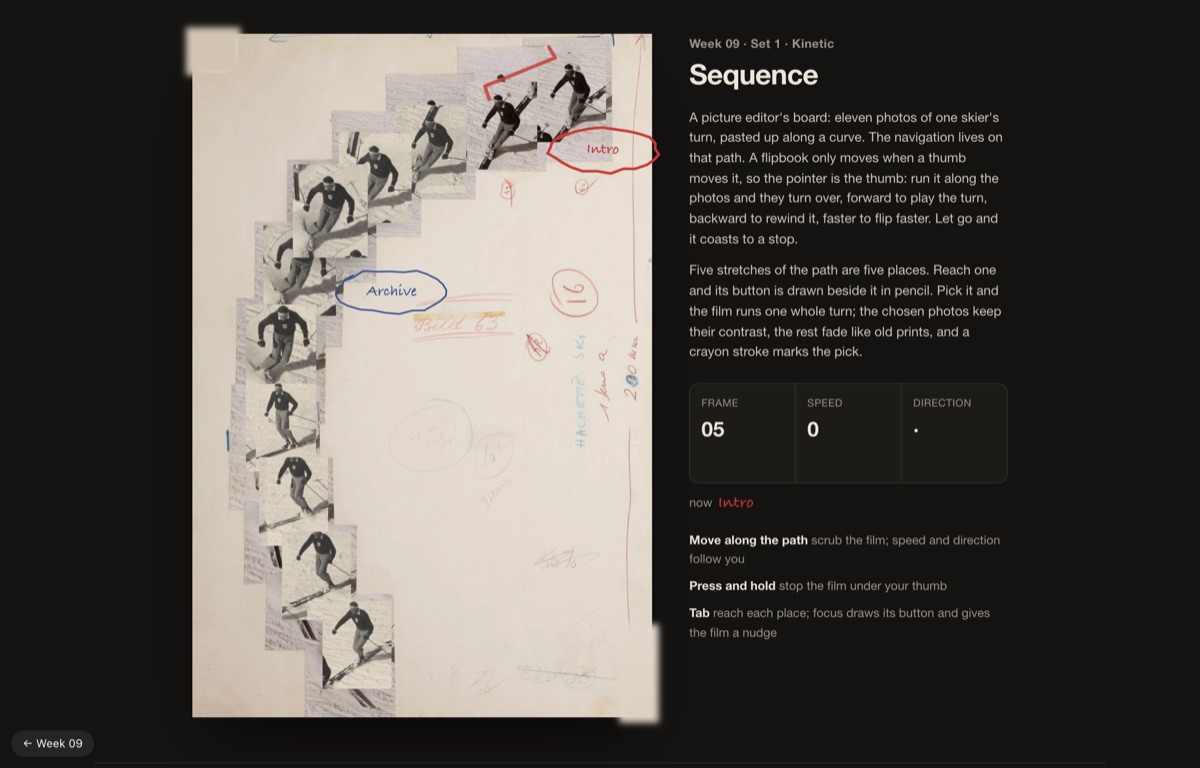 Week 09 · Set 1 · Kinetic
Sequence
A picture editor's board: eleven photos of one skier's
turn, pasted up along a curve. The navigation lives on
that path. A flipbook only moves when a thumb
moves it, so the pointer is the thumb: run it along the
photos and they turn over, forward to play the turn,
backward to rewind it, faster to flip faster. Let go and
it coasts to a stop.
Five stretches of the path are five places. Reach one
and its button is drawn beside it in pencil. Pick it and
the film runs one whole turn; the chosen photos keep
their contrast, the rest fade like old prints, and a
crayon stroke marks the pick.
FRAME
05
SPEED
0
DIRECTION
·
now Intro
Move along the path scrub the film; speed and direction
follow you
Press and hold stop the film under your thumb
Tab reach each place; focus draws its button and gives
the film a nudge
Intro
Archive
Bild 65
16
← Week 09